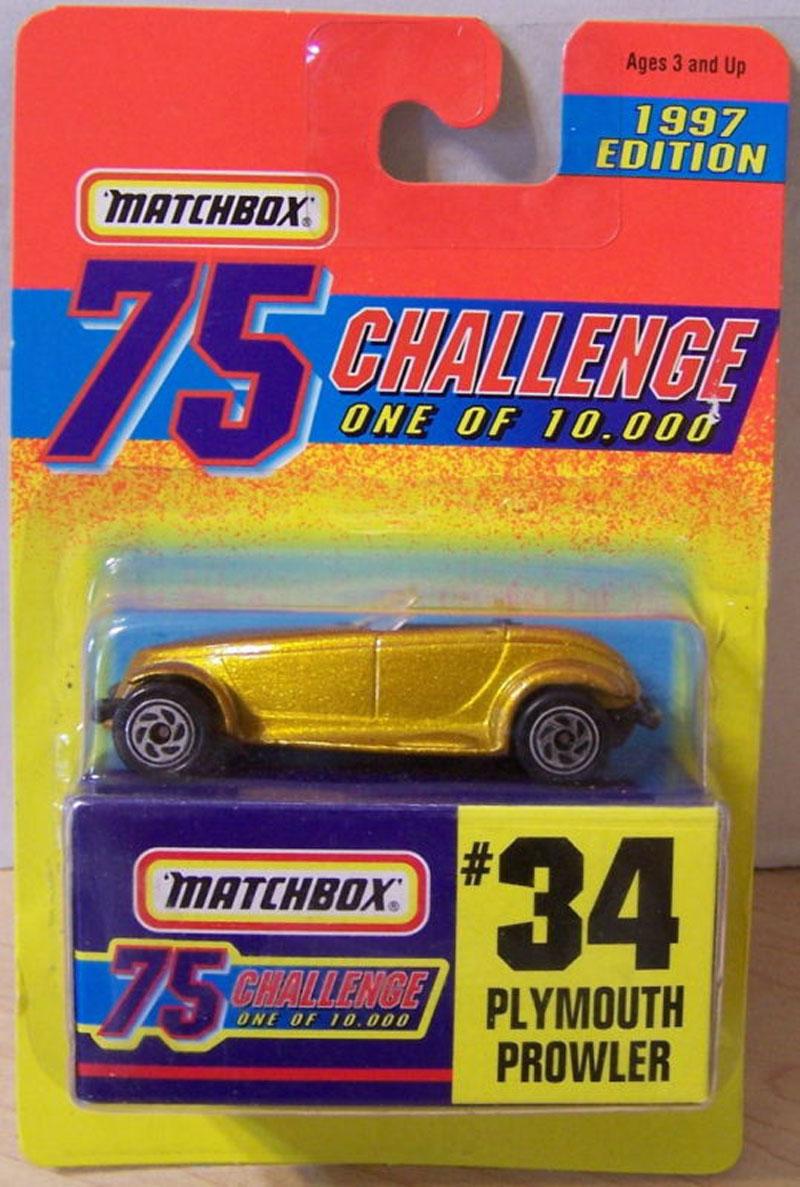 Ages 3 and Up
1997
EDITION
MATCHBOX®
75 CHALLENGE
ONE OF 10.000
MATCHBOX®
75 CHALLENGE
ONE OF 10.000
#34
PLYMOUTH
PROWLER